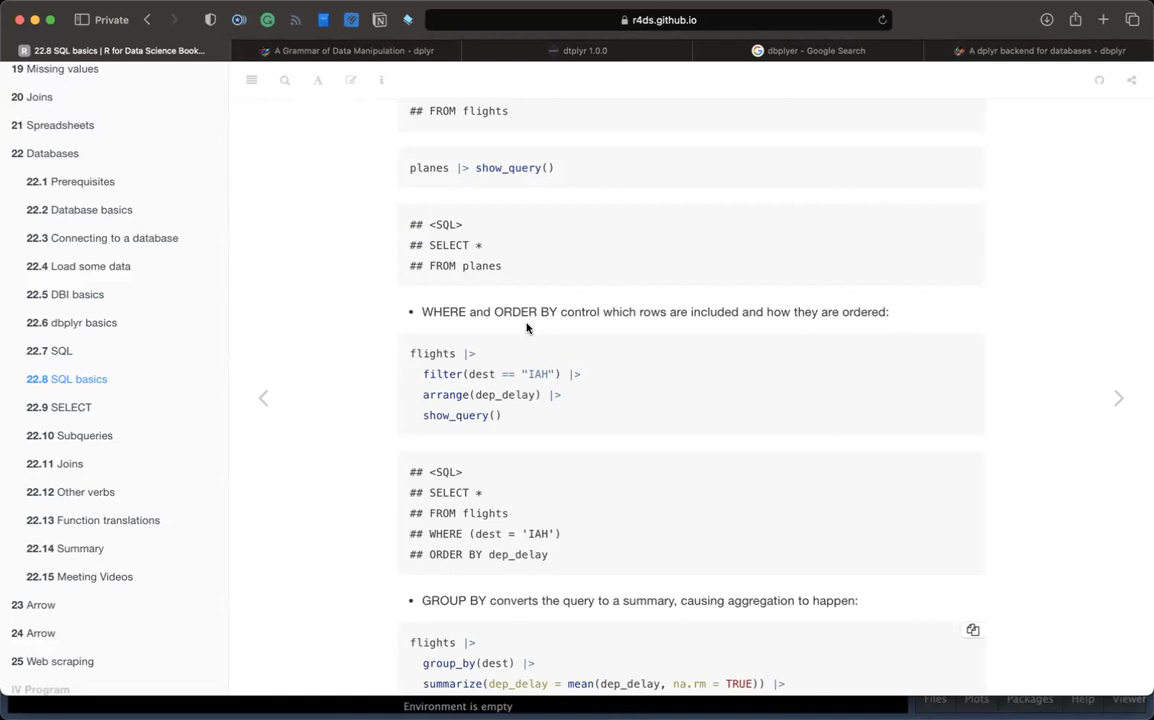 Private
r4ds.github.io
R 22.8 SQL basics | R for Data Science Book...
A Grammar of Data Manipulation • dplyr
dtplyr 1.0.0
dbplyer - Google Search
A dplyr backend for databases • dbplyr
19 Missing values
20 Joins
21 Spreadsheets
22 Databases
22.1 Prerequisites
22.2 Database basics
22.3 Connecting to a database
22.4 Load some data
22.5 DBI basics
22.6 dbplyr basics
22.7 SQL
22.8 SQL basics
22.9 SELECT
22.10 Subqueries
22.11 Joins
22.12 Other verbs
22.13 Function translations
22.14 Summary
22.15 Meeting Videos
23 Arrow
24 Arrow
25 Web scraping
IV Program
## FROM flights
planes |> show_query()
## <SQL>
## SELECT *
## FROM planes
• WHERE and ORDER BY control which rows are included and how they are ordered:
flights |>
filter(dest == "IAH") |>
arrange(dep_delay) |>
show_query()
## <SQL>
## SELECT *
## FROM flights
## WHERE (dest = 'IAH')
## ORDER BY dep_delay
• GROUP BY converts the query to a summary, causing aggregation to happen:
flights |>
group_by(dest) |>
summarize(dep_delay = mean(dep_delay, na.rm = TRUE)) |>
Environment is empty
Files Plots Packages Help Viewer